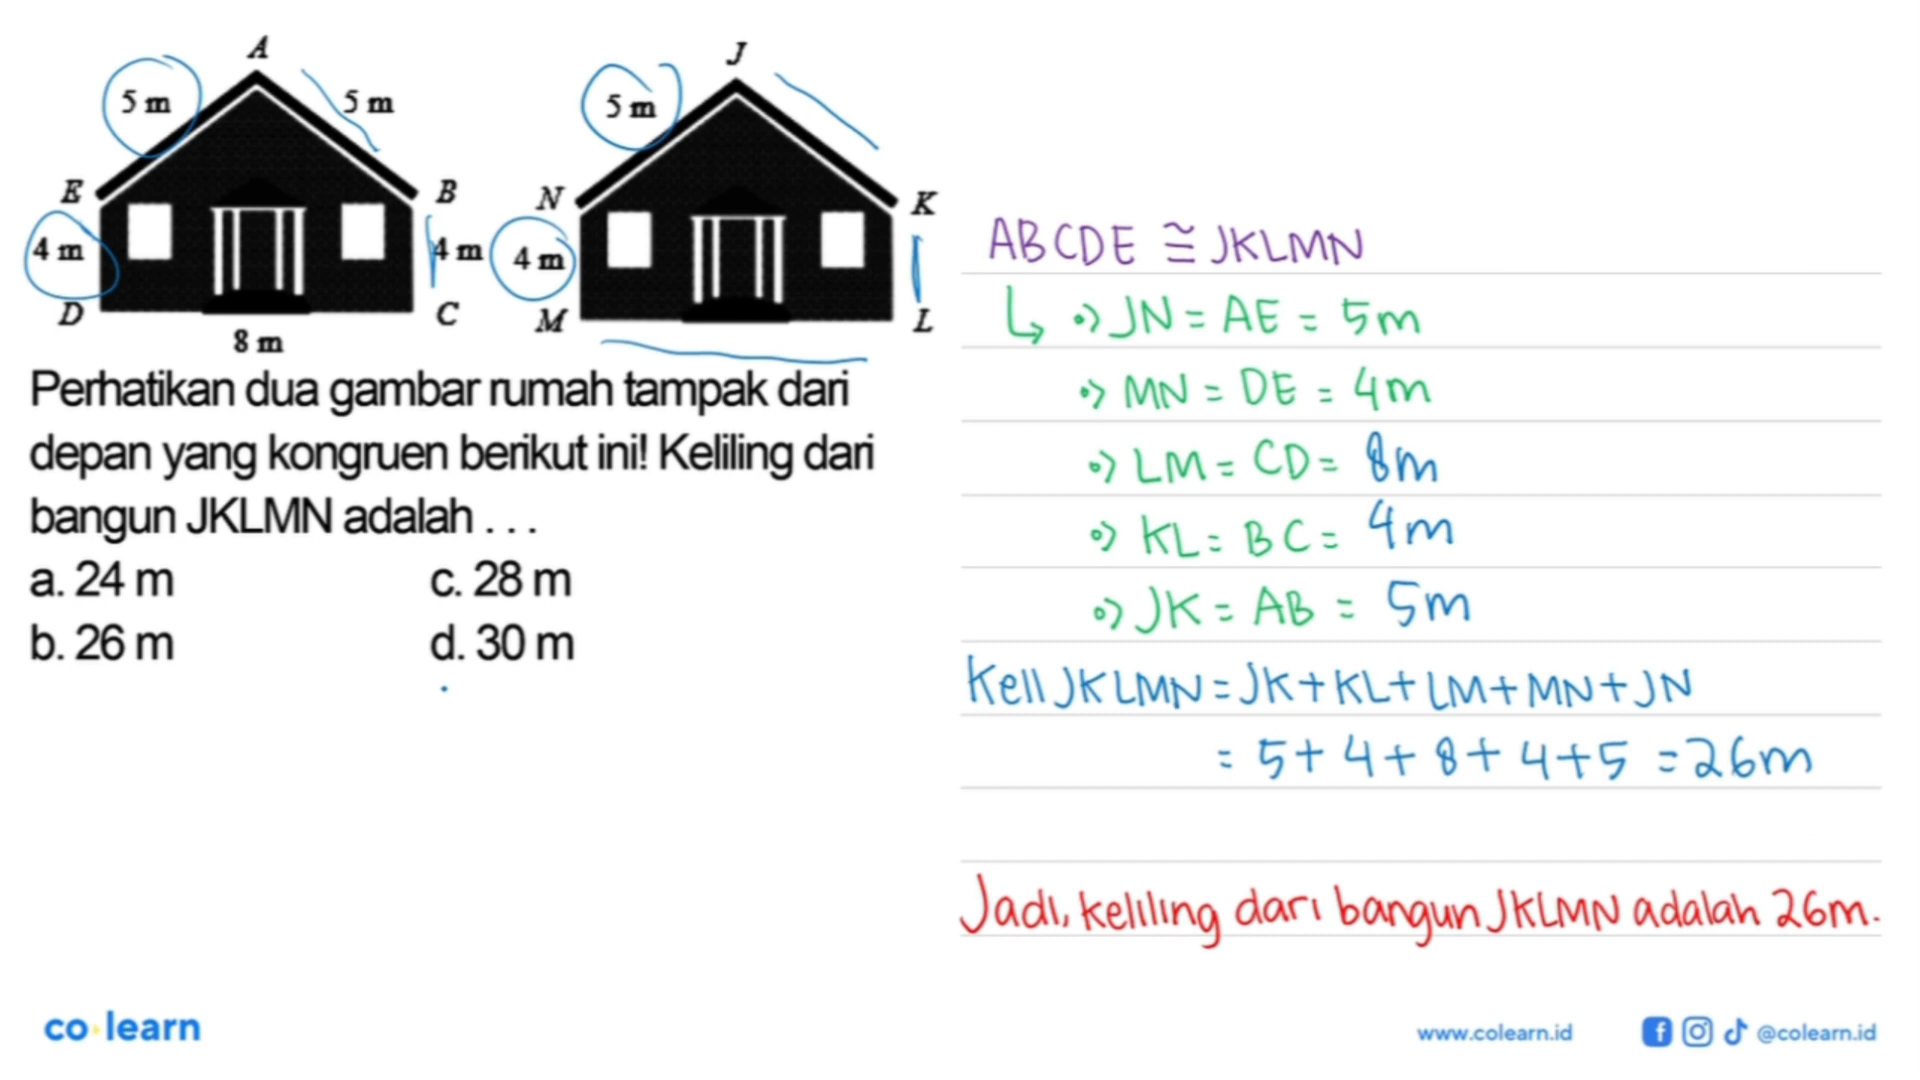 A
J
5 m
5 m
5 m
E
B
N
K
4 m
4 m
4 m
D
C
M
L
8 m
Perhatikan dua gambar rumah tampak dari
depan yang kongruen berikut ini! Keliling dari
bangun JKLMN adalah . . .
a. 24 m
c. 28 m
b. 26 m
d. 30 m
ABCDE ≅ JKLMN
↳ •) JN = AE = 5m
•) MN = DE = 4m
•) LM = CD = 8m
•) KL = BC = 4m
•) JK = AB = 5m
Kell JKLMN = JK + KL + LM + MN + JN
= 5 + 4 + 8 + 4 + 5 = 26m
Jadi, keliling dari bangun JKLMN adalah 26m.
co learn
www.colearn.id
@colearn.id